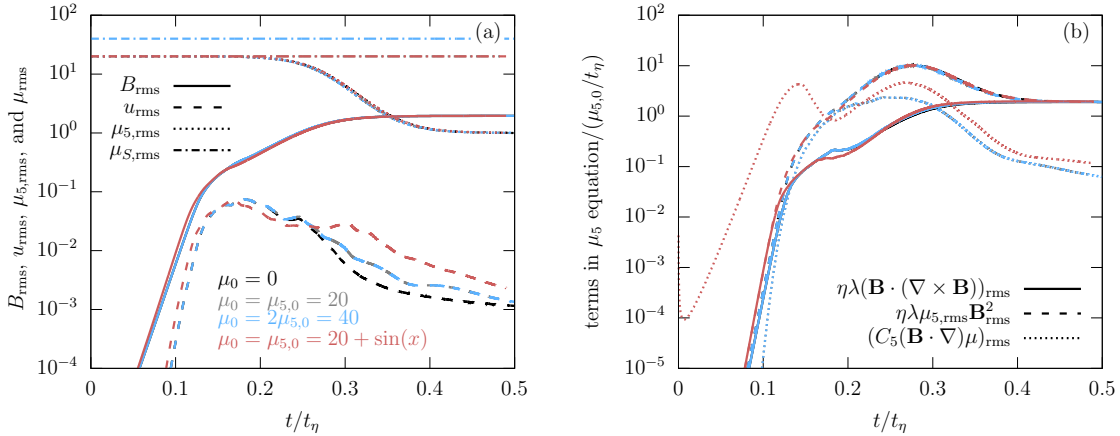 (a)
B_rms, u_rms, μ_5,rms, and μ_rms
10^2
10^1
10^0
10^−1
10^−2
10^−3
10^−4
B_rms
u_rms
μ_5,rms
μ_S,rms
μ_0 = 0
μ_0 = μ_5,0 = 20
μ_0 = 2μ_5,0 = 40
μ_0 = μ_5,0 = 20 + sin(x)
0 0.1 0.2 0.3 0.4 0.5
t/t_η
(b)
terms in μ_5 equation/(μ_5,0/t_η)
10^2
10^1
10^0
10^−1
10^−2
10^−3
10^−4
10^−5
ηλ(B · (∇ × B))_rms
ηλμ_5,rms B^2_rms
(C_5(B · ∇)μ)_rms
0 0.1 0.2 0.3 0.4 0.5
t/t_η